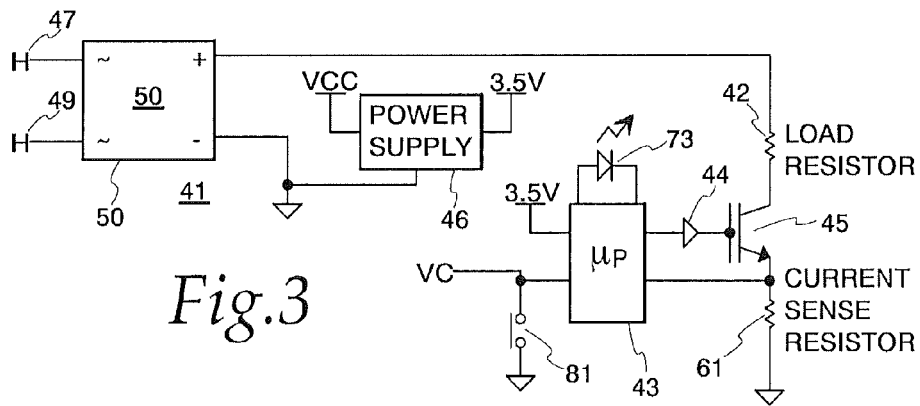 47
~ +
50
49
~ -
50
41
VCC
3.5V
POWER
SUPPLY
46
42
LOAD
RESISTOR
73
44
3.5V
45
μP
VC
CURRENT
SENSE
RESISTOR
81
43
61
Fig.3